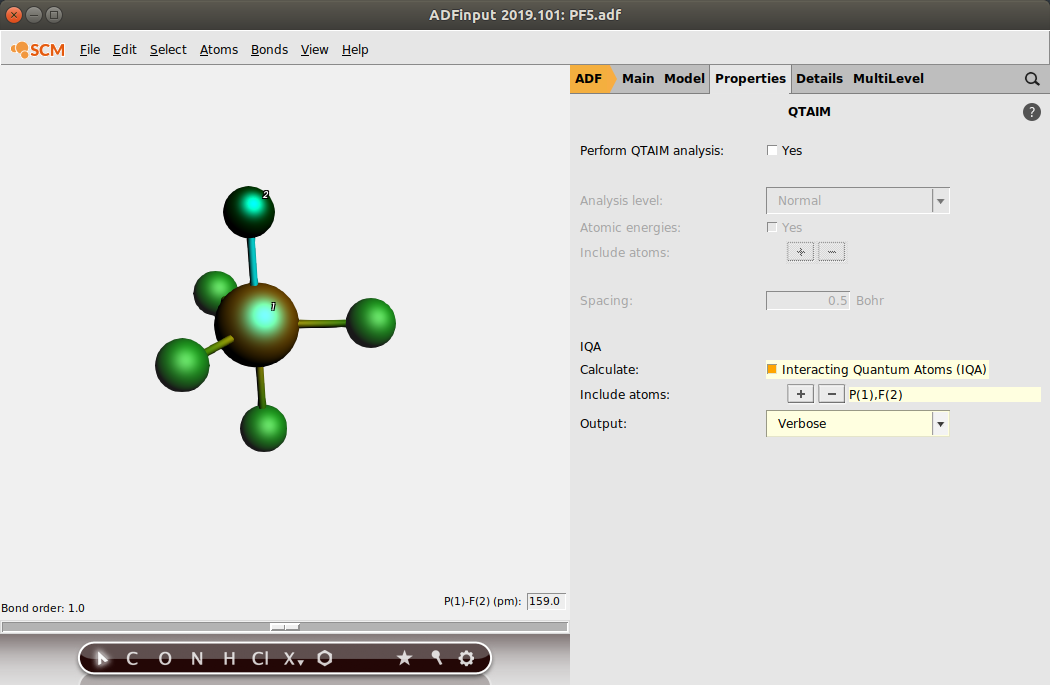 ADFinput 2019.101: PF5.adf
SCM File Edit Select Atoms Bonds View Help
ADF Main Model Properties Details MultiLevel
QTAIM
?
Perform QTAIM analysis: Yes
Analysis level: Normal
Atomic energies: Yes
Include atoms: + −
Spacing: 0.5 Bohr
IQA
Calculate: Interacting Quantum Atoms (IQA)
Include atoms: + − P(1),F(2)
Output: Verbose
2
1
P(1)-F(2) (pm): 159.0
Bond order: 1.0
C O N H Cl X